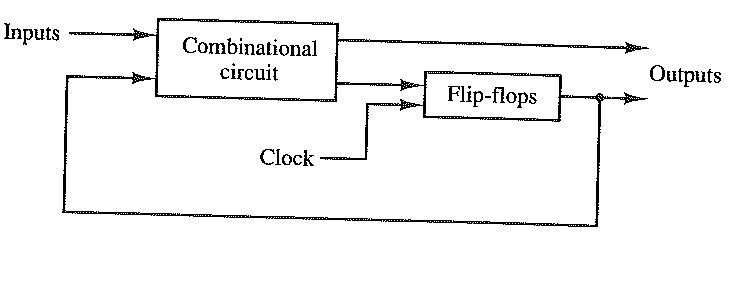 Inputs
Combinational
circuit
Outputs
Flip-flops
Clock